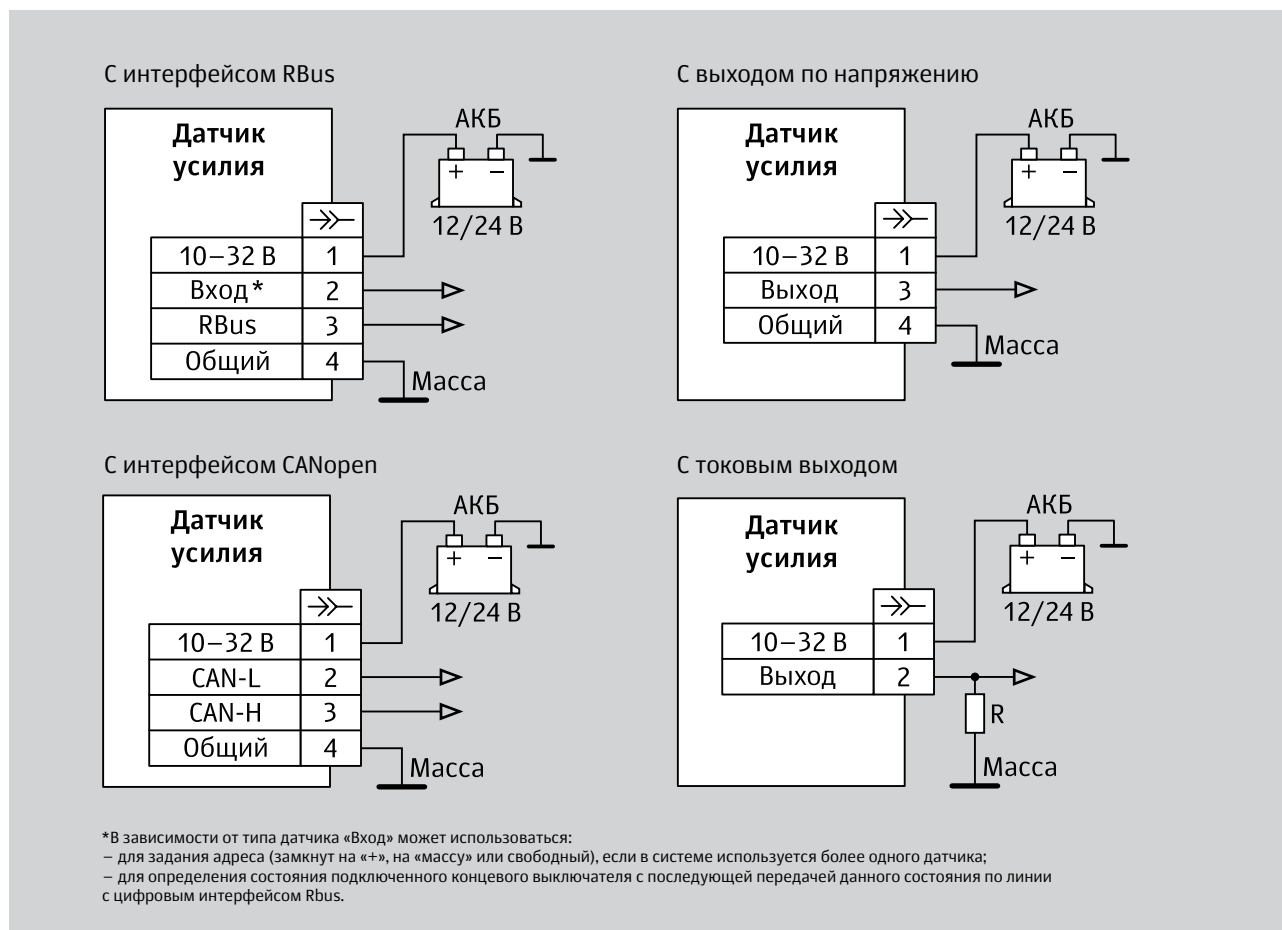 С интерфейсом RBus
Датчик
усилия
АКБ
+ −
12/24 В
10−32 В 1
Вход* 2
RBus 3
Общий 4
Масса
С выходом по напряжению
Датчик
усилия
АКБ
+ −
12/24 В
10−32 В 1
Выход 3
Общий 4
Масса
С интерфейсом CANopen
Датчик
усилия
АКБ
+ −
12/24 В
10−32 В 1
CAN-L 2
CAN-H 3
Общий 4
Масса
С токовым выходом
Датчик
усилия
АКБ
+ −
12/24 В
10−32 В 1
Выход 2
R
Масса
*В зависимости от типа датчика «Вход» может использоваться:
− для задания адреса (замкнут на «+», на «массу» или свободный), если в системе используется более одного датчика;
− для определения состояния подключенного концевого выключателя с последующей передачей данного состояния по линии
с цифровым интерфейсом Rbus.